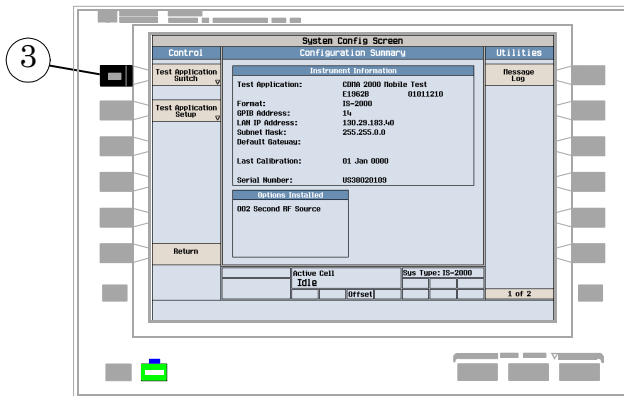 System Config Screen
Control
Configuration Summary
Utilities
3
Test Application
Switch
Test Application
Setup
Return
Instrument Information
Test Application: CDMA 2000 Mobile Test
E1962B 01011210
Format: IS-2000
GPIB Address: 14
LAN IP Address: 130.29.183.40
Subnet Mask: 255.255.0.0
Default Gateway:
Last Calibration: 01 Jan 0000
Serial Number: US38020109
Options Installed
002 Second RF Source
Message
Log
Active Cell
Sys Type: IS-2000
Idle
Offset
1 of 2